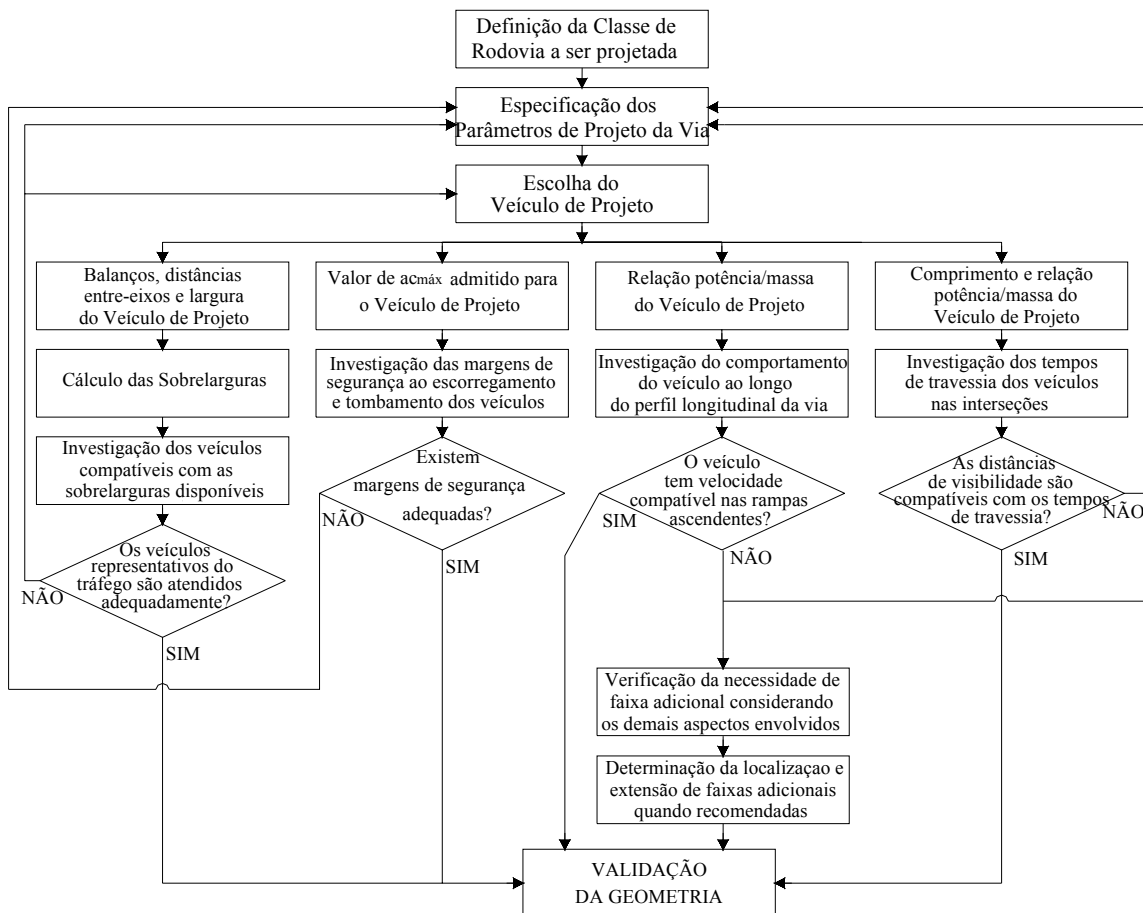 Definição da Classe de
Rodovia a ser projetada
Especificação dos
Parâmetros de Projeto da Via
Escolha do
Veículo de Projeto
Balanços, distâncias
entre-eixos e largura
do Veículo de Projeto
Valor de acmáx admitido para
o Veículo de Projeto
Relação potência/massa
do Veículo de Projeto
Comprimento e relação
potência/massa do
Veículo de Projeto
Cálculo das Sobrelarguras
Investigação das margens de
segurança ao escorregamento
e tombamento dos veículos
Investigação do comportamento
do veículo ao longo
do perfil longitudinal da via
Investigação dos tempos
de travessia dos veículos
nas interseções
Investigação dos veículos
compatíveis com as
sobrelarguras disponíveis
Existem
margens de segurança
adequadas?
NÃO
SIM
O veículo
tem velocidade
compatível nas rampas
ascendentes?
SIM
NÃO
As distâncias
de visibilidade são
compatíveis com os tempos
de travessia?
NÃO
SIM
Os veículos
representativos do
tráfego são atendidos
adequadamente?
NÃO
SIM
Verificação da necessidade de
faixa adicional considerando
os demais aspectos envolvidos
Determinação da localizaçao e
extensão de faixas adicionais
quando recomendadas
VALIDAÇÃO
DA GEOMETRIA